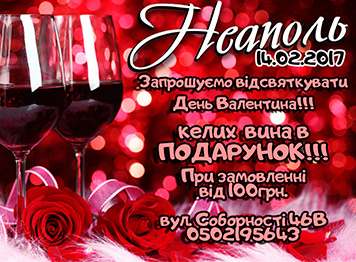 Неаполь
14.02.2017
Запрошуємо відсвяткувати
День Валентина!!!
келих вина в
ПОДАРУНОК!!!
При замовленні
від 100грн.
вул. Соборності 46В
0502195643